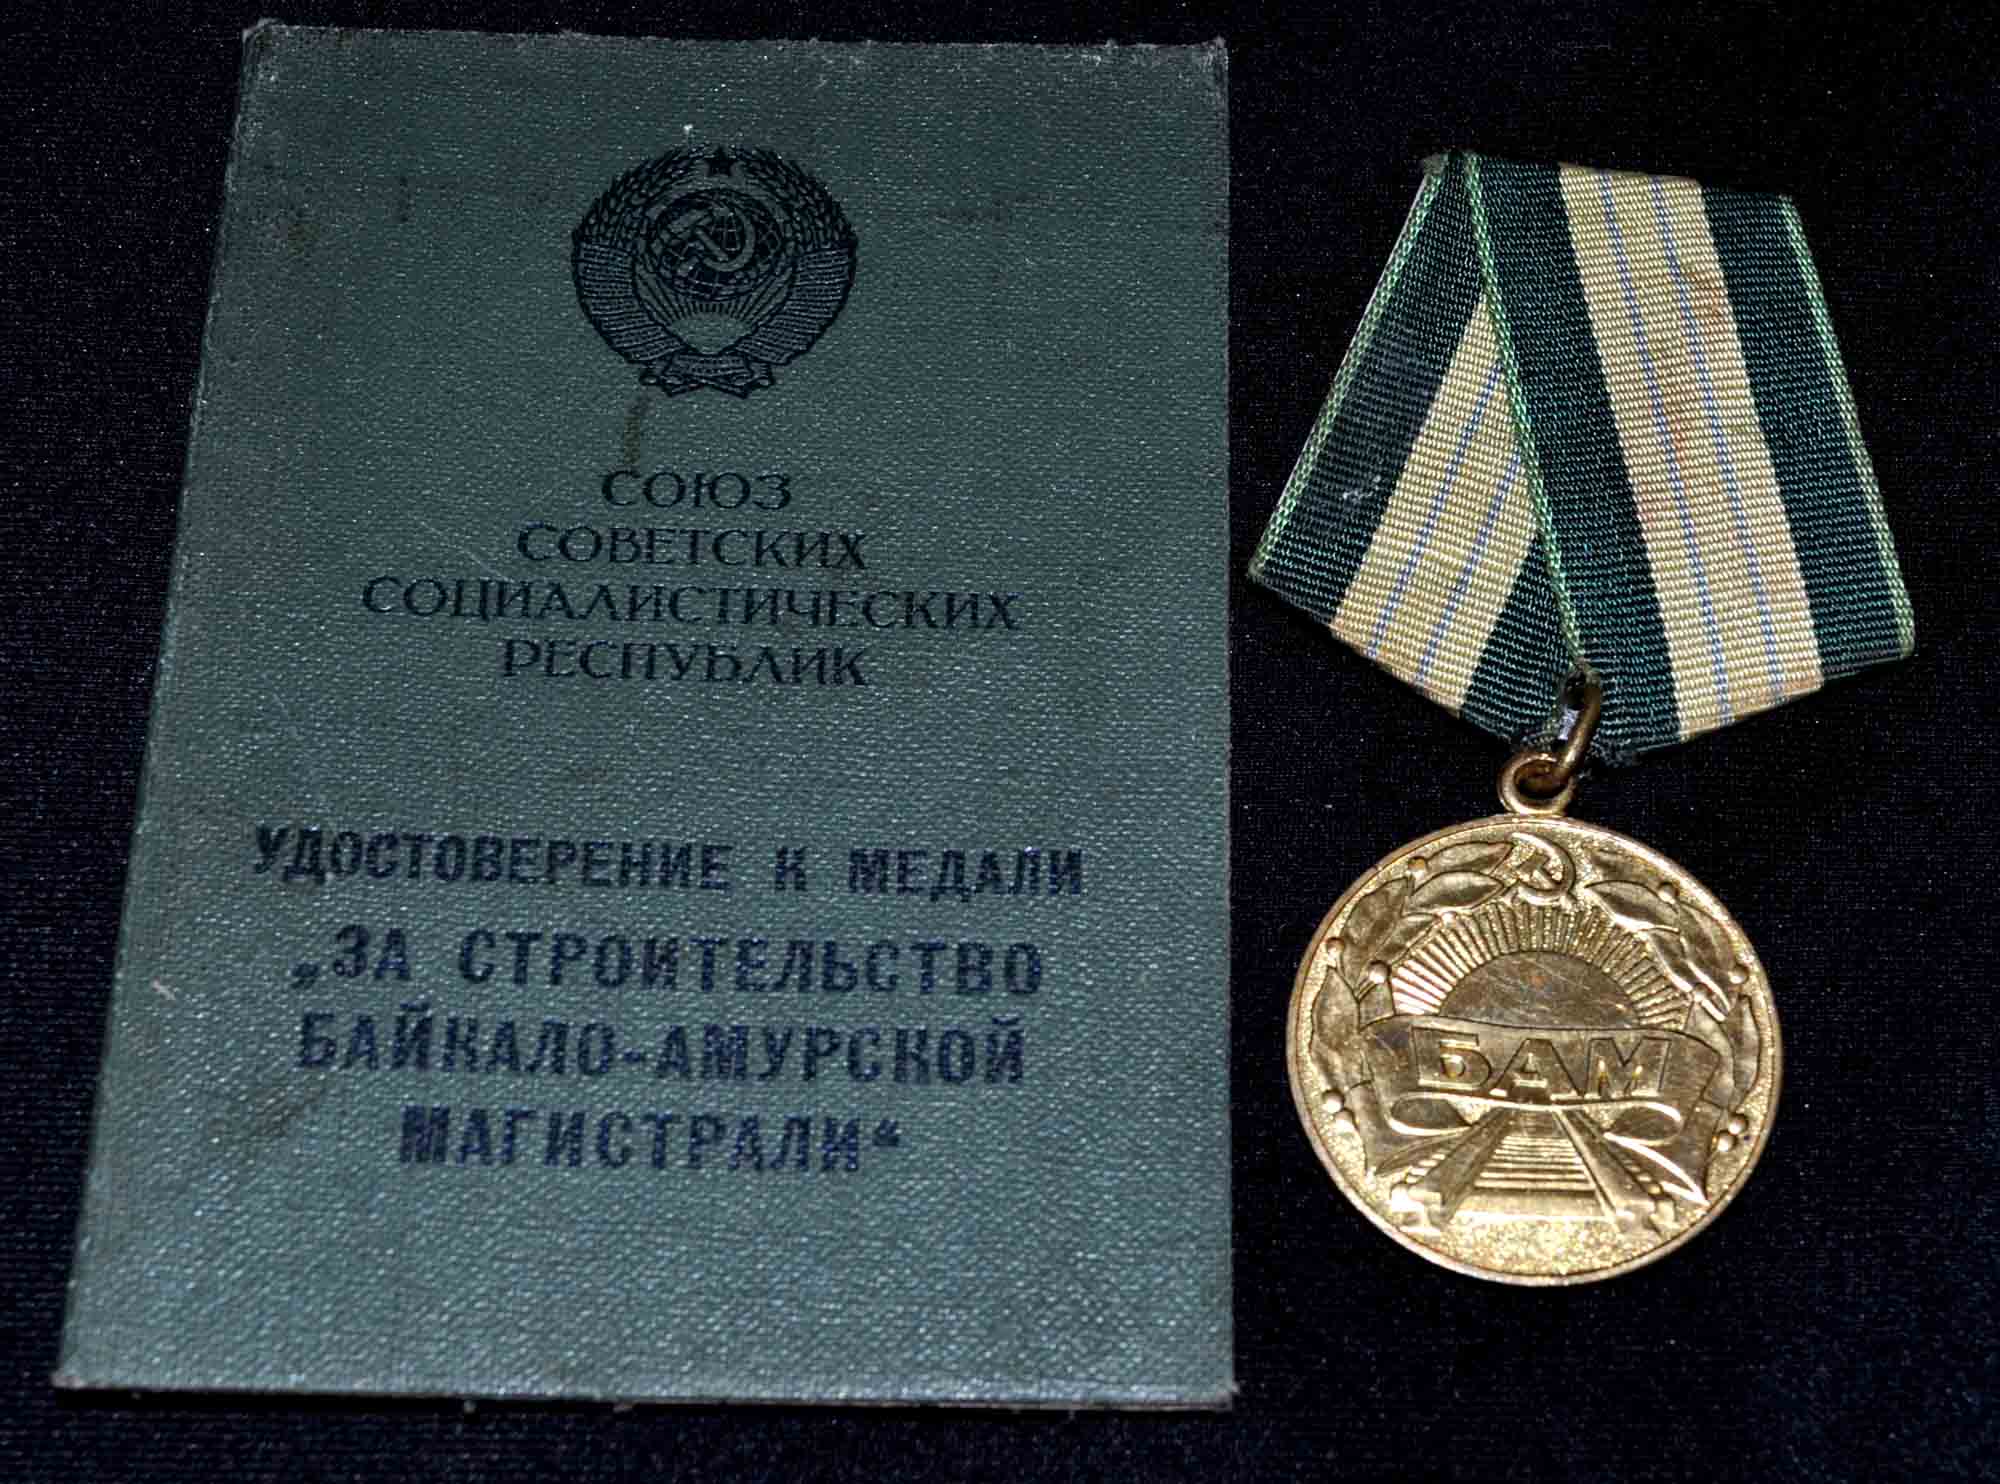 СОЮЗ
СОВЕТСКИХ
СОЦИАЛИСТИЧЕСКИХ
РЕСПУБЛИК
УДОСТОВЕРЕНИЕ К МЕДАЛИ
„ЗА СТРОИТЕЛЬСТВО
БАЙКАЛО-АМУРСКОЙ
МАГИСТРАЛИ“
БАМ